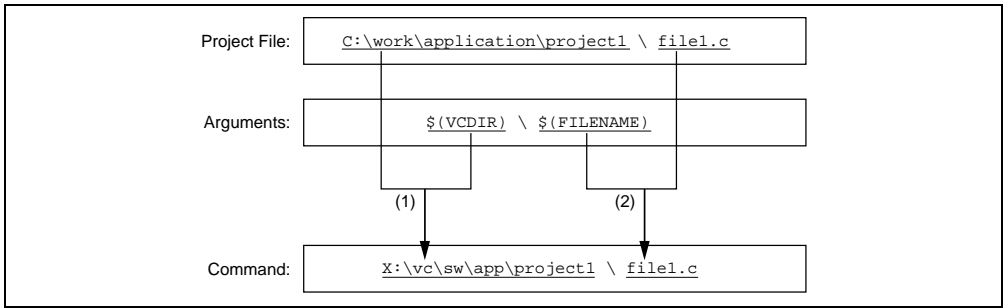 Project File: C:\work\application\project1 \ file1.c
Arguments: $(VCDIR) \ $(FILENAME)
(1) (2)
Command: X:\vc\sw\app\project1 \ file1.c